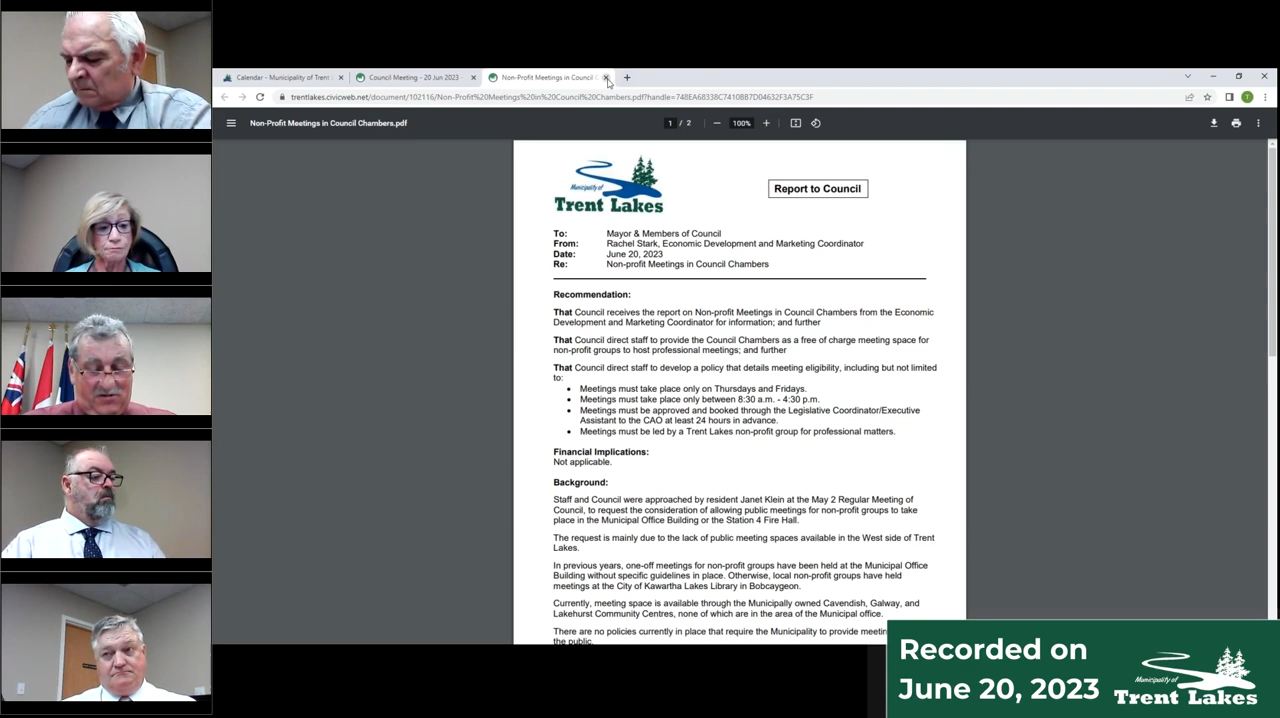 Calendar - Municipality of Trent
Council Meeting - 20 Jun 2023 -
Non-Profit Meetings in Council C
trentlakes.civicweb.net/document/102116/Non-Profit%20Meetings%20in%20Council%20Chambers.pdf?handle=748EA68338C7410BB7D04632F3A75C3F
T
Non-Profit Meetings in Council Chambers.pdf
1 / 2
100%
Municipality of
Trent Lakes
Report to Council
To: Mayor & Members of Council
From: Rachel Stark, Economic Development and Marketing Coordinator
Date: June 20, 2023
Re: Non-profit Meetings in Council Chambers
Recommendation:
That Council receives the report on Non-profit Meetings in Council Chambers from the Economic
Development and Marketing Coordinator for information; and further
That Council direct staff to provide the Council Chambers as a free of charge meeting space for
non-profit groups to host professional meetings; and further
That Council direct staff to develop a policy that details meeting eligibility, including but not limited
to:
• Meetings must take place only on Thursdays and Fridays.
• Meetings must take place only between 8:30 a.m. - 4:30 p.m.
• Meetings must be approved and booked through the Legislative Coordinator/Executive
Assistant to the CAO at least 24 hours in advance.
• Meetings must be led by a Trent Lakes non-profit group for professional matters.
Financial Implications:
Not applicable.
Background:
Staff and Council were approached by resident Janet Klein at the May 2 Regular Meeting of
Council, to request the consideration of allowing public meetings for non-profit groups to take
place in the Municipal Office Building or the Station 4 Fire Hall.
The request is mainly due to the lack of public meeting spaces available in the West side of Trent
Lakes.
In previous years, one-off meetings for non-profit groups have been held at the Municipal Office
Building without specific guidelines in place. Otherwise, local non-profit groups have held
meetings at the City of Kawartha Lakes Library in Bobcaygeon.
Currently, meeting space is available through the Municipally owned Cavendish, Galway, and
Lakehurst Community Centres, none of which are in the area of the Municipal office.
There are no policies currently in place that require the Municipality to provide meetin
the public.
Recorded on
June 20, 2023
Municipality of
Trent Lakes